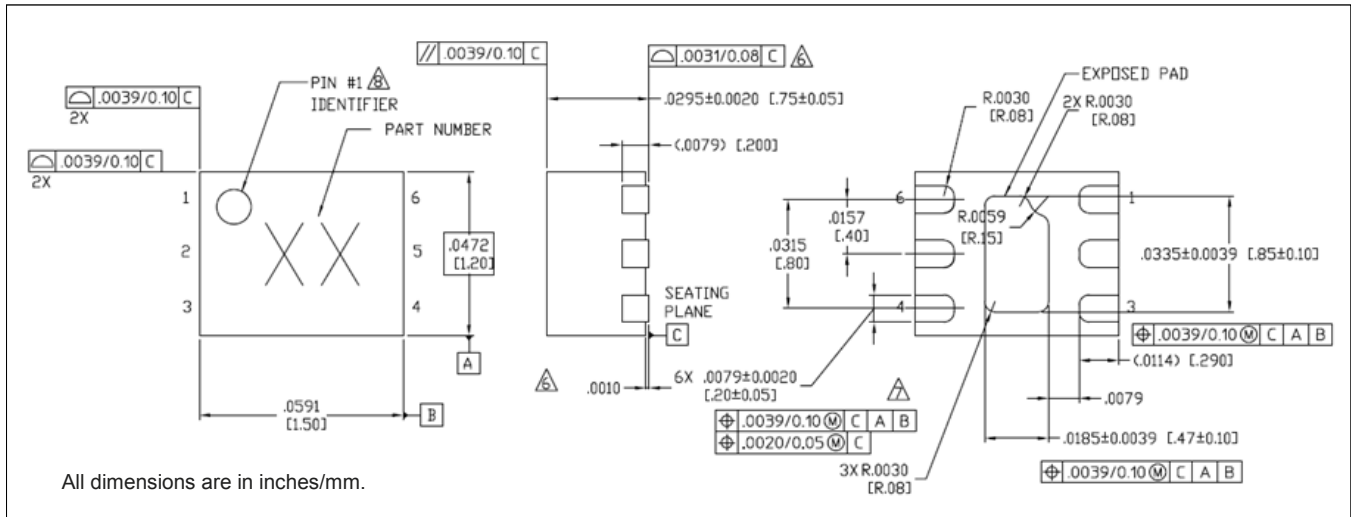 // .0039/0.10 C
⌓ .0031/0.08 C 6
.0295±0.0020 [.75±0.05]
(.0079) [.200]
⌓ .0039/0.10 C
2X
⌓ .0039/0.10 C
2X
PIN #1 8
IDENTIFIER
PART NUMBER
1
2
3
6
5
4
XX
.0472
[1.20]
A
.0591
[1.50]
B
SEATING
PLANE
C
6
.0010
EXPOSED PAD
R.0030
[R.08]
2X R.0030
[R.08]
R.0059
[R.15]
6
4
1
3
.0157
[.40]
.0315
[.80]
.0335±0.0039 [.85±0.10]
⌖ .0039/0.10 Ⓜ C A B
(.0114) [.290]
.0079
6X .0079±0.0020
[.20±0.05]
7
⌖ .0039/0.10 Ⓜ C A B
⌖ .0020/0.05 Ⓜ C
.0185±0.0039 [.47±0.10]
⌖ .0039/0.10 Ⓜ C A B
3X R.0030
[R.08]
All dimensions are in inches/mm.